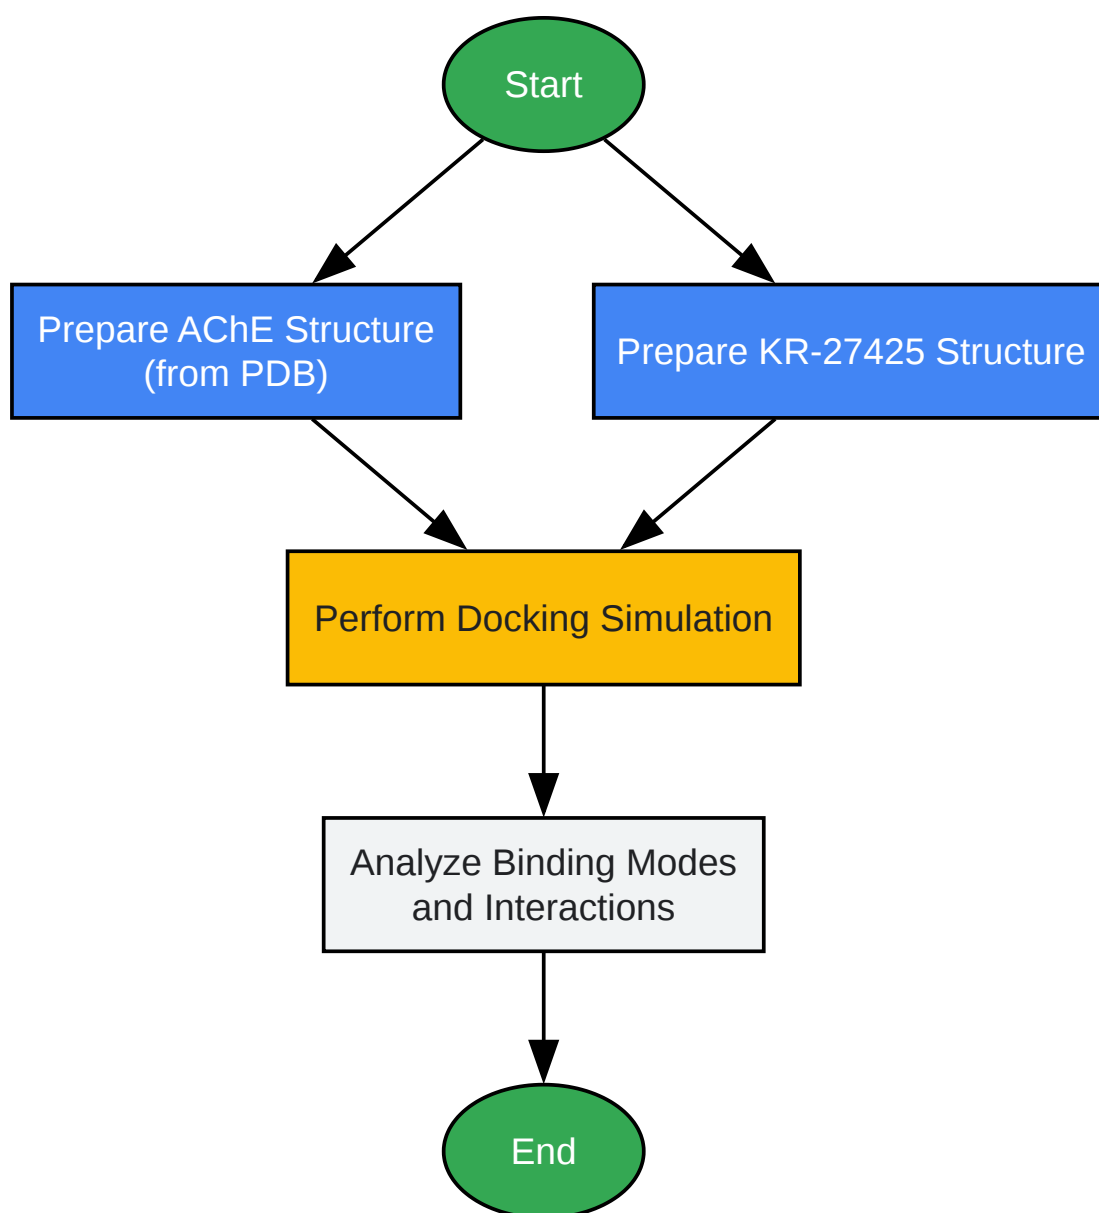 Start
Prepare AChE Structure
(from PDB)
Prepare KR-27425 Structure
Perform Docking Simulation
Analyze Binding Modes
and Interactions
End